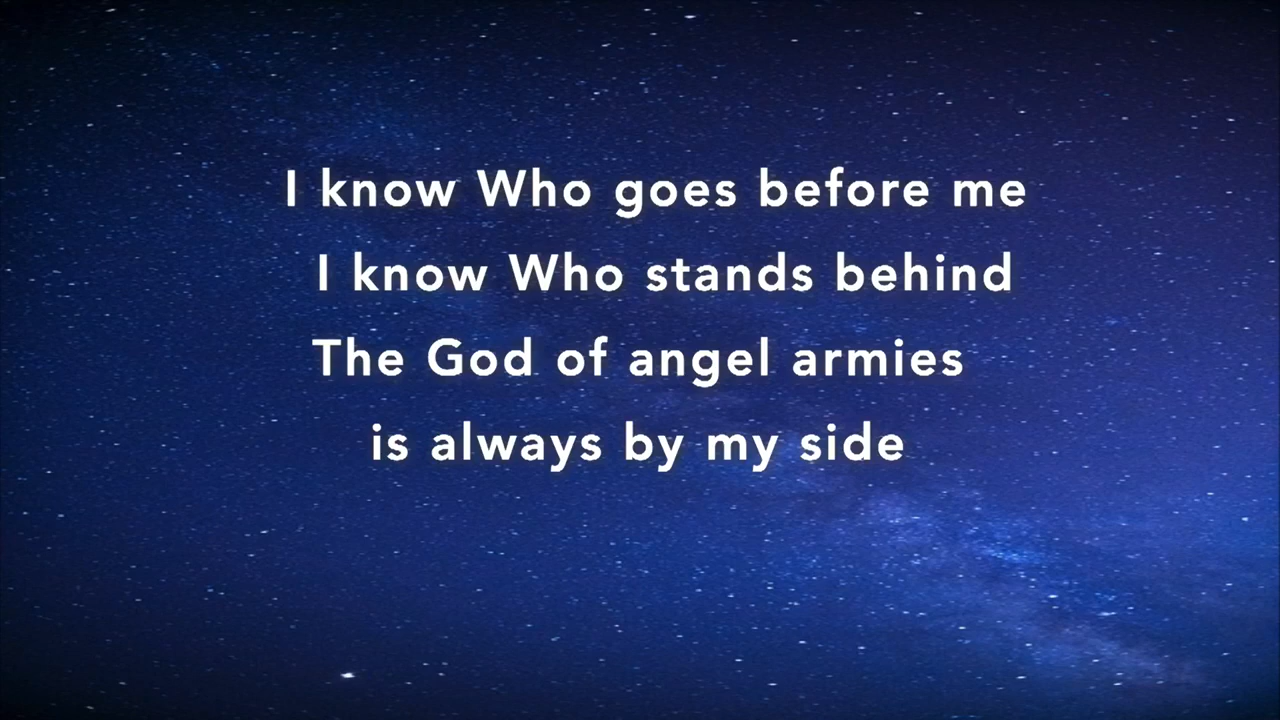 I know Who goes before me
I know Who stands behind
The God of angel armies
is always by my side